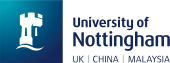 University of
Nottingham
UK | CHINA | MALAYSIA